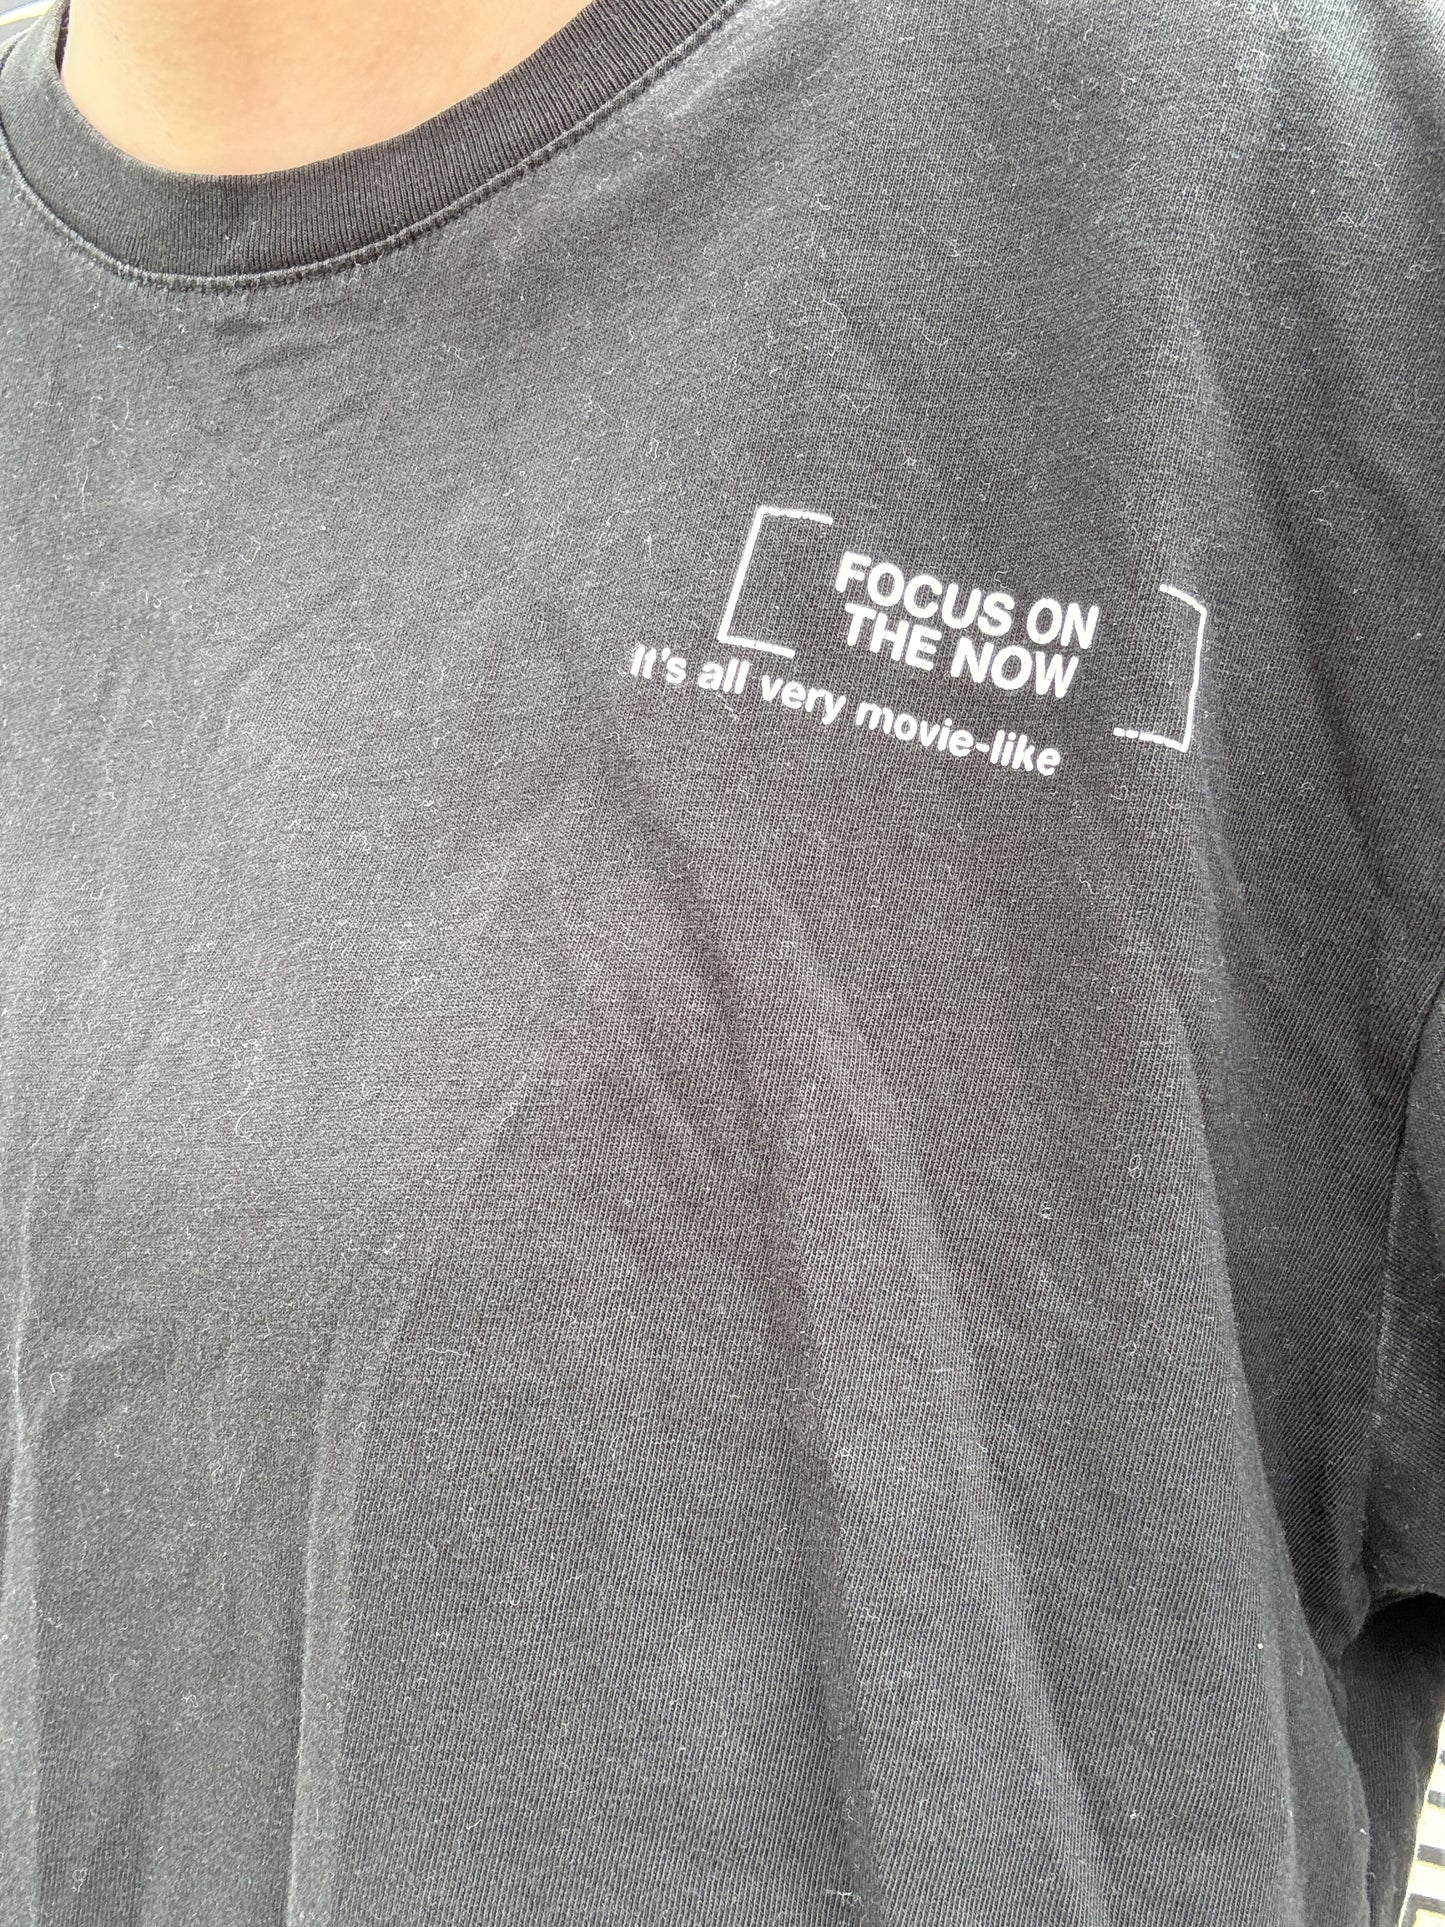 FOCUS ON
THE NOW
It's all very movie-like